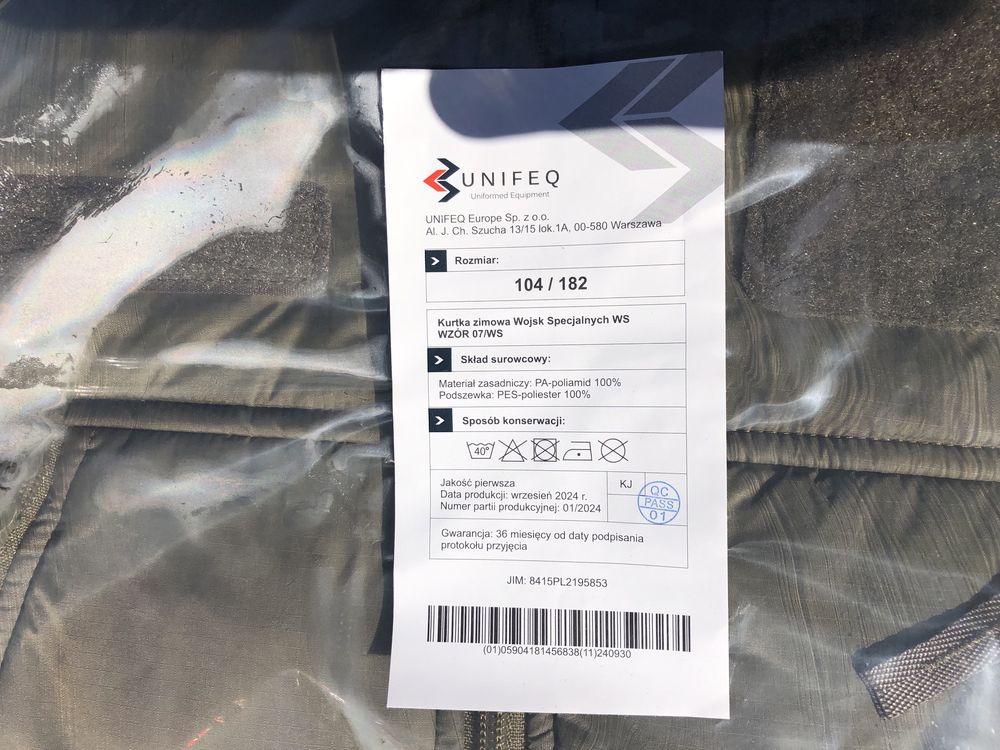 UNIFEQ
Uniformed Equipment
UNIFEQ Europe Sp. z o.o.
Al. J. Ch. Szucha 13/15 lok.1A, 00-580 Warszawa
Rozmiar:
104 / 182
Kurtka zimowa Wojsk Specjalnych WS
WZÓR 07/WS
Skład surowcowy:
Materiał zasadniczy: PA-poliamid 100%
Podszewka: PES-poliester 100%
Sposób konserwacji:
40°
Jakość pierwsza
Data produkcji: wrzesień 2024 r.
Numer partii produkcyjnej: 01/2024
KJ
QC
PASS
01
Gwarancja: 36 miesięcy od daty podpisania
protokołu przyjęcia
JIM: 8415PL2195853
(01)05904181456838(11)240930